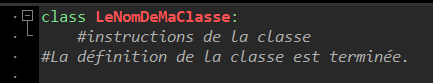 class LeNomDeMaClasse:
#instructions de la classe
#La définition de la classe est terminée.